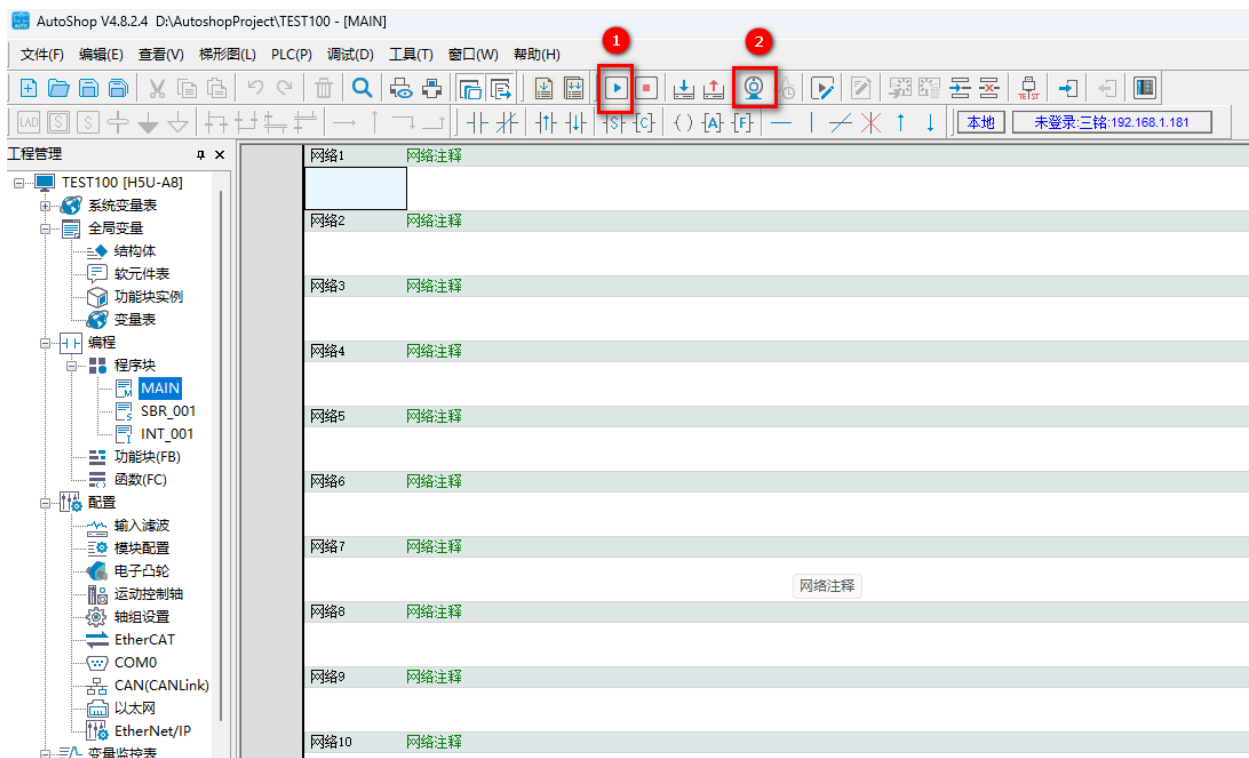 AutoShop V4.8.2.4 D:\AutoshopProject\TEST100 - [MAIN]
文件(F) 编辑(E) 查看(V) 梯形图(L) PLC(P) 调试(D) 工具(T) 窗口(W) 帮助(H)
1
2
TEST
LAD S S
S C ( ) A F
本地 未登录:三铭:192.168.1.181
工程管理
TEST100 [H5U-A8]
系统变量表
全局变量
结构体
软元件表
功能块实例
变量表
编程
程序块
MAIN
SBR_001
INT_001
功能块(FB)
函数(FC)
配置
输入滤波
模块配置
电子凸轮
运动控制轴
轴组设置
EtherCAT
COM0
CAN(CANLink)
以太网
EtherNet/IP
变量监控表
网络1 网络注释
网络2 网络注释
网络3 网络注释
网络4 网络注释
网络5 网络注释
网络6 网络注释
网络7 网络注释
网络注释
网络8 网络注释
网络9 网络注释
网络10 网络注释